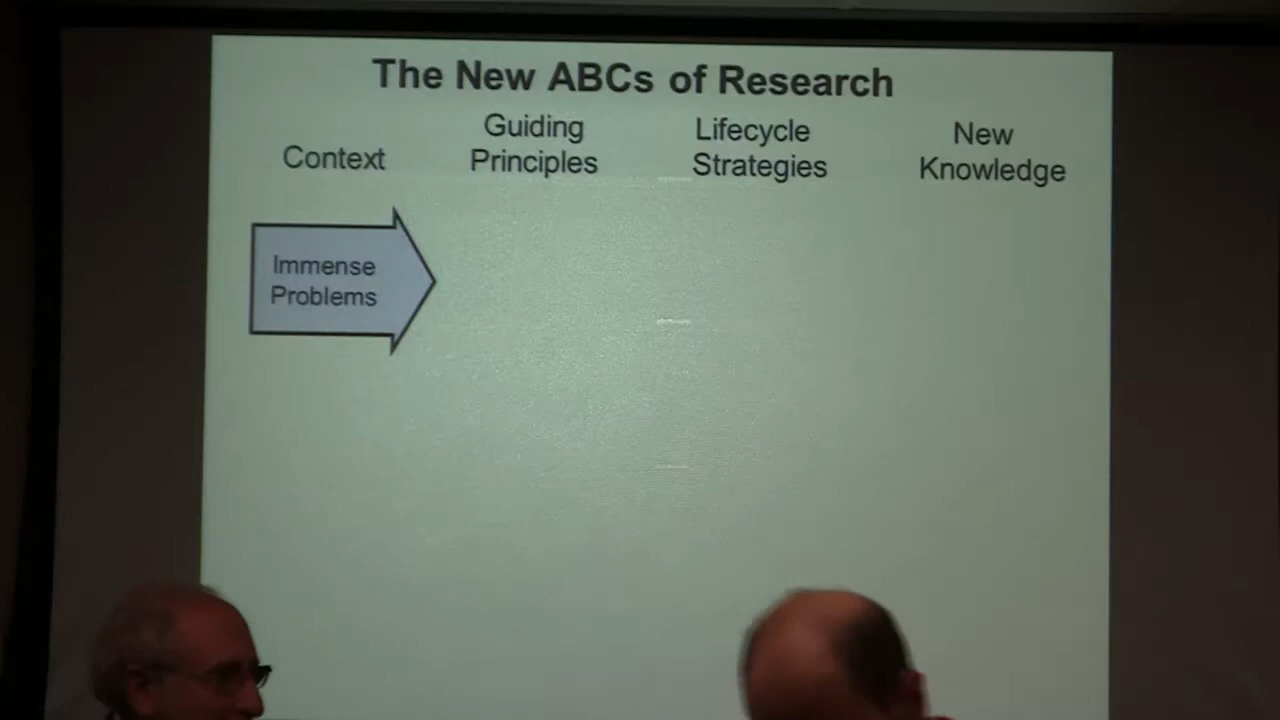 The New ABCs of Research
Context
Guiding
Principles
Lifecycle
Strategies
New
Knowledge
Immense
Problems